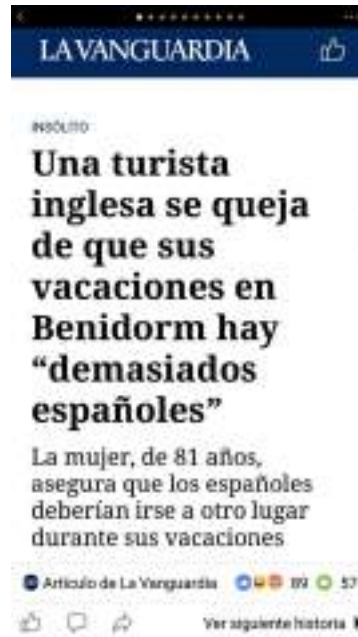 LA VANGUARDIA
INSÓLITO
Una turista
inglesa se queja
de que sus
vacaciones en
Benidorm hay
“demasiados
españoles”
La mujer, de 81 años,
asegura que los españoles
deberían irse a otro lugar
durante sus vacaciones
Artículo de La Vanguardia 89 57
Ver siguiente historia